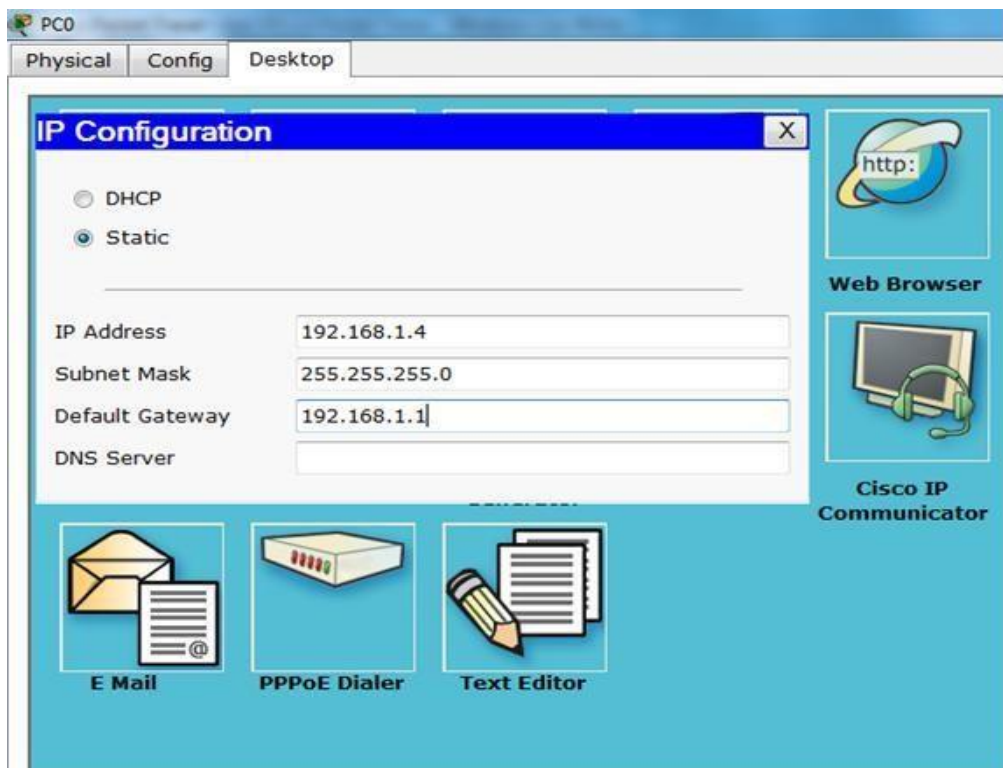 PC0
Physical Config Desktop
IP Configuration
X
DHCP
Static
IP Address 192.168.1.4
Subnet Mask 255.255.255.0
Default Gateway 192.168.1.1
DNS Server
http:
Web Browser
Cisco IP
Communicator
@
E Mail
PPPoE Dialer
Text Editor